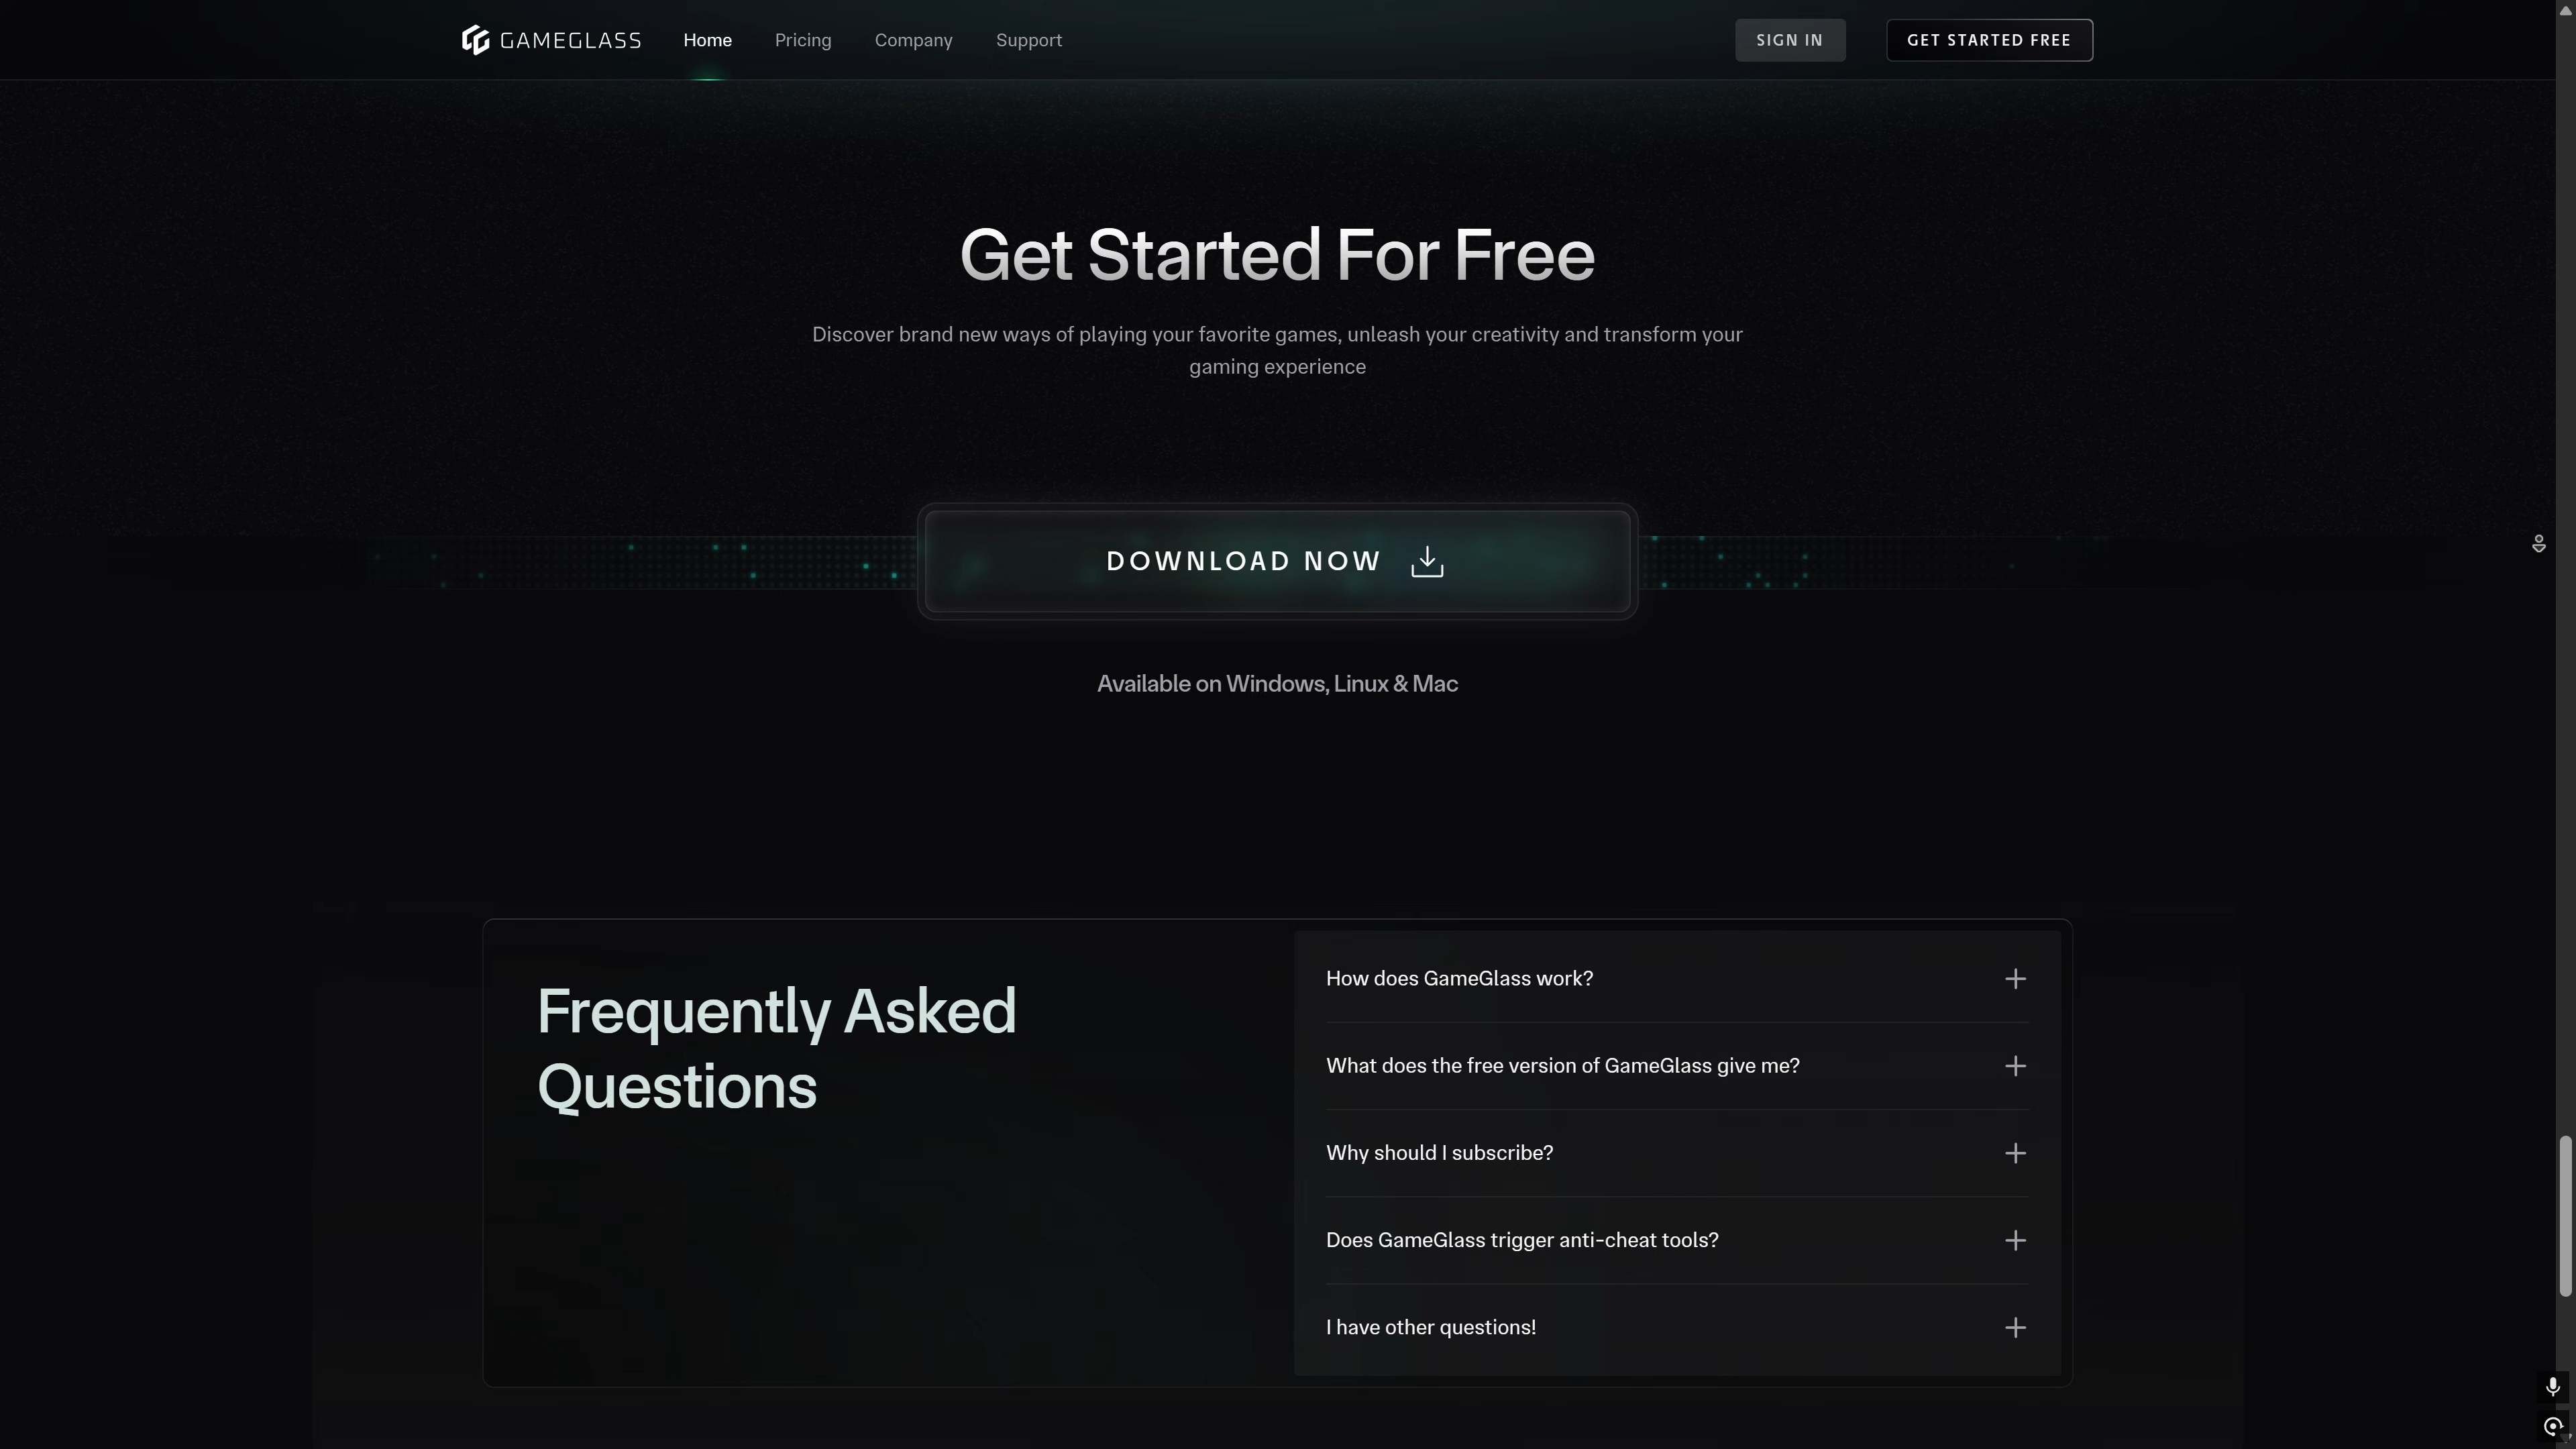 GAMEGLASS
Home
Pricing
Company
Support
SIGN IN
GET STARTED FREE
Get Started For Free
Discover brand new ways of playing your favorite games, unleash your creativity and transform your
gaming experience
DOWNLOAD NOW
Available on Windows, Linux & Mac
Frequently Asked
Questions
How does GameGlass work?
What does the free version of GameGlass give me?
Why should I subscribe?
Does GameGlass trigger anti-cheat tools?
I have other questions!